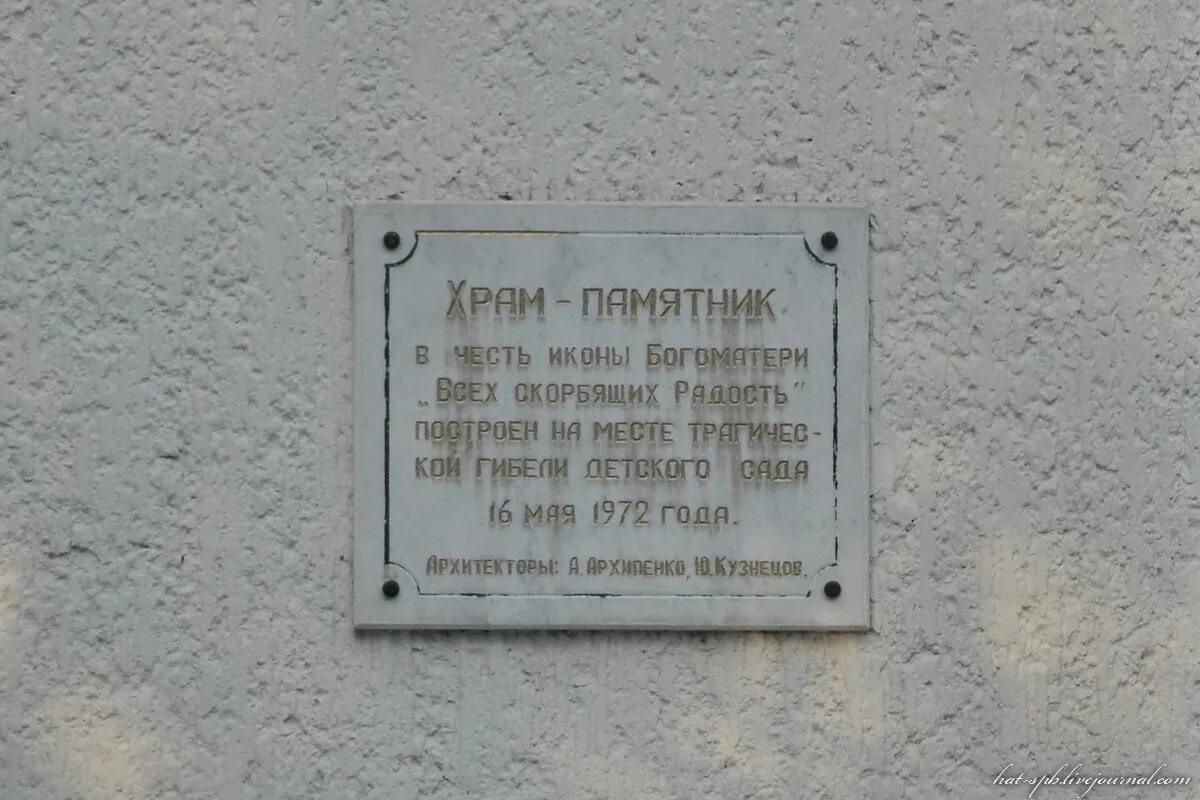 Храм - памятник
в честь иконы Богоматери
„Всех скорбящих Радость"
построен на месте трагичес-
кой гибели детского сада
16 мая 1972 года.
Архитекторы: А.Архипенко, Ю.Кузнецов.
hat-spb.livejournal.com